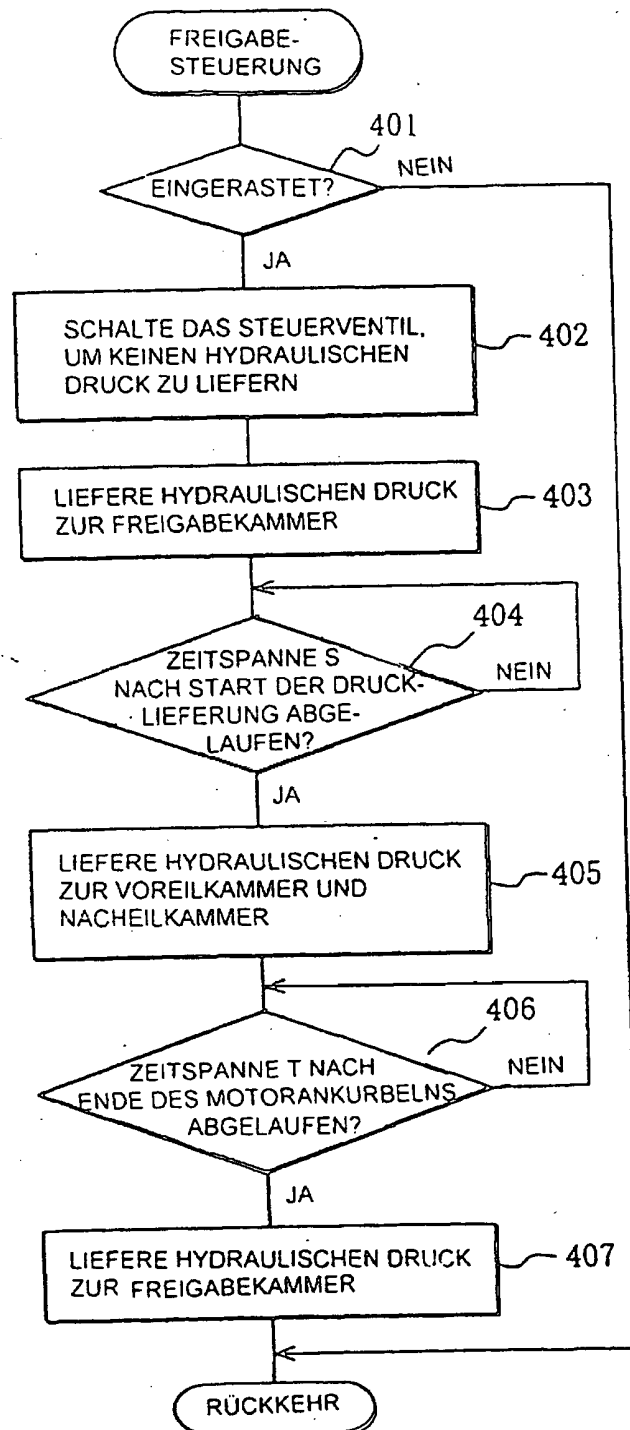 FREIGABE-
STEUERUNG
401
EINGERASTET?
NEIN
JA
SCHALTE DAS STEUERVENTIL,
UM KEINEN HYDRAULISCHEN
DRUCK ZU LIEFERN
402
LIEFERE HYDRAULISCHEN DRUCK
ZUR FREIGABEKAMMER
403
404
ZEITSPANNE S
NACH START DER DRUCK-
LIEFERUNG ABGE-
LAUFEN?
NEIN
JA
LIEFERE HYDRAULISCHEN DRUCK
ZUR VOREILKAMMER UND
NACHEILKAMMER
405
406
ZEITSPANNE T NACH
ENDE DES MOTORANKURBELNS
ABGELAUFEN?
NEIN
JA
LIEFERE HYDRAULISCHEN DRUCK
ZUR FREIGABEKAMMER
407
RÜCKKEHR